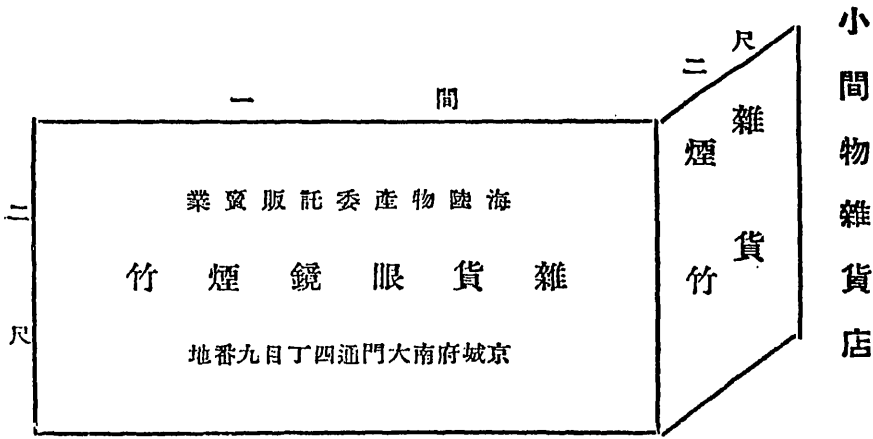 小間物雜貨店
一間
二尺
二尺
海陸物產委託販賣業
雜貨眼鏡煙竹
京城府南大門通四丁目九番地
雜貨
煙竹